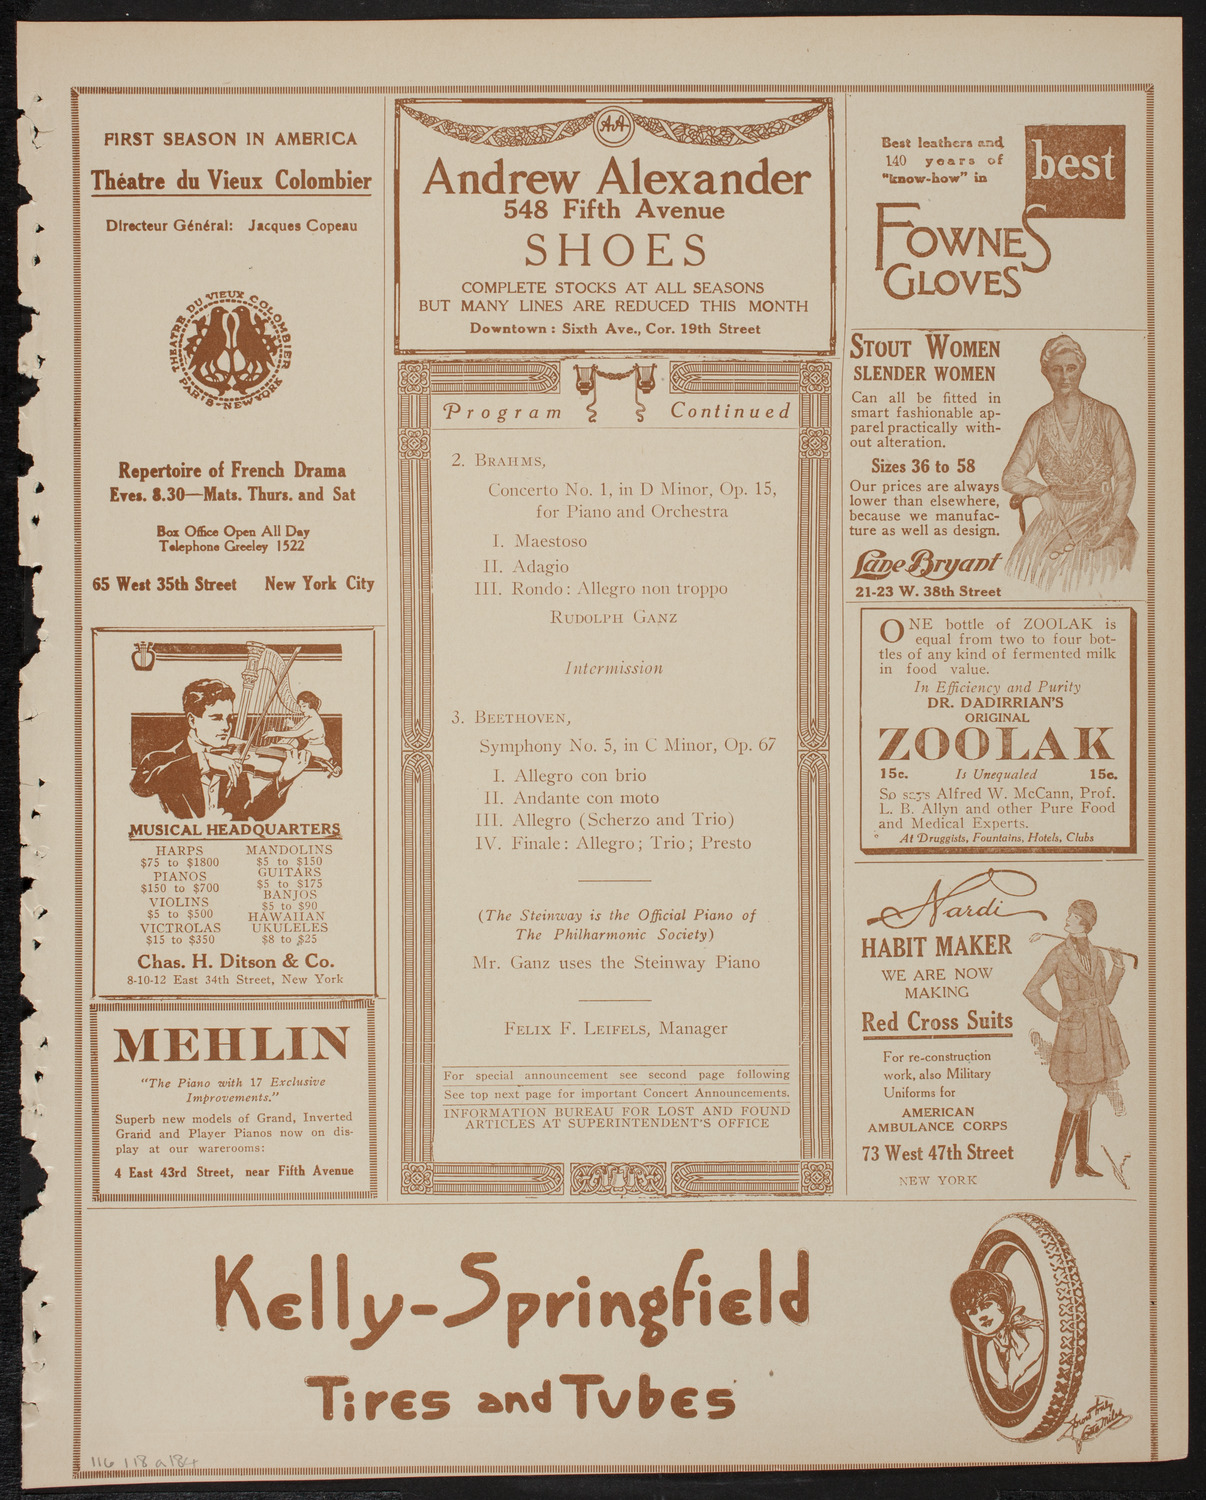 FIRST SEASON IN AMERICA
Théatre du Vieux Colombier
Directeur Général: Jacques Copeau
THEATRE DU VIEUX COLOMBIER
PARIS-NEW YORK
Repertoire of French Drama
Eves. 8.30—Mats. Thurs. and Sat
Box Office Open All Day
Telephone Greeley 1522
65 West 35th Street New York City
MUSICAL HEADQUARTERS
HARPS
$75 to $1800
PIANOS
$150 to $700
VIOLINS
$5 to $500
VICTROLAS
$15 to $350
MANDOLINS
$5 to $150
GUITARS
$5 to $175
BANJOS
$5 to $90
HAWAIIAN
UKULELES
$8 to $25
Chas. H. Ditson & Co.
8-10-12 East 34th Street, New York
MEHLIN
"The Piano with 17 Exclusive
Improvements."
Superb new models of Grand, Inverted
Grand and Player Pianos now on dis-
play at our warerooms:
4 East 43rd Street, near Fifth Avenue
AA
Andrew Alexander
548 Fifth Avenue
SHOES
COMPLETE STOCKS AT ALL SEASONS
BUT MANY LINES ARE REDUCED THIS MONTH
Downtown: Sixth Ave., Cor. 19th Street
Program Continued
2. BRAHMS,
Concerto No. 1, in D Minor, Op. 15,
for Piano and Orchestra
I. Maestoso
II. Adagio
III. Rondo: Allegro non troppo
RUDOLPH GANZ
Intermission
3. BEETHOVEN,
Symphony No. 5, in C Minor, Op. 67
I. Allegro con brio
II. Andante con moto
III. Allegro (Scherzo and Trio)
IV. Finale: Allegro; Trio; Presto
(The Steinway is the Official Piano of
The Philharmonic Society)
Mr. Ganz uses the Steinway Piano
FELIX F. LEIFELS, Manager
For special announcement see second page following
See top next page for important Concert Announcements.
INFORMATION BUREAU FOR LOST AND FOUND
ARTICLES AT SUPERINTENDENT'S OFFICE
Best leathers and
140 years of
"know-how" in
best
FOWNES
GLOVES
STOUT WOMEN
SLENDER WOMEN
Can all be fitted in
smart fashionable ap-
parel practically with-
out alteration.
Sizes 36 to 58
Our prices are always
lower than elsewhere,
because we manufac-
ture as well as design.
Lane Bryant
21-23 W. 38th Street
ONE bottle of ZOOLAK is
equal from two to four bot-
tles of any kind of fermented milk
in food value.
In Efficiency and Purity
DR. DADIRRIAN'S
ORIGINAL
ZOOLAK
15c. Is Unequaled 15c.
So says Alfred W. McCann, Prof.
L. B. Allyn and other Pure Food
and Medical Experts.
At Druggists, Fountains, Hotels, Clubs
Nardi
HABIT MAKER
WE ARE NOW
MAKING
Red Cross Suits
For re-construction
work, also Military
Uniforms for
AMERICAN
AMBULANCE CORPS
73 West 47th Street
NEW YORK
Kelly-Springfield
Tires and Tubes
116 118 a 184